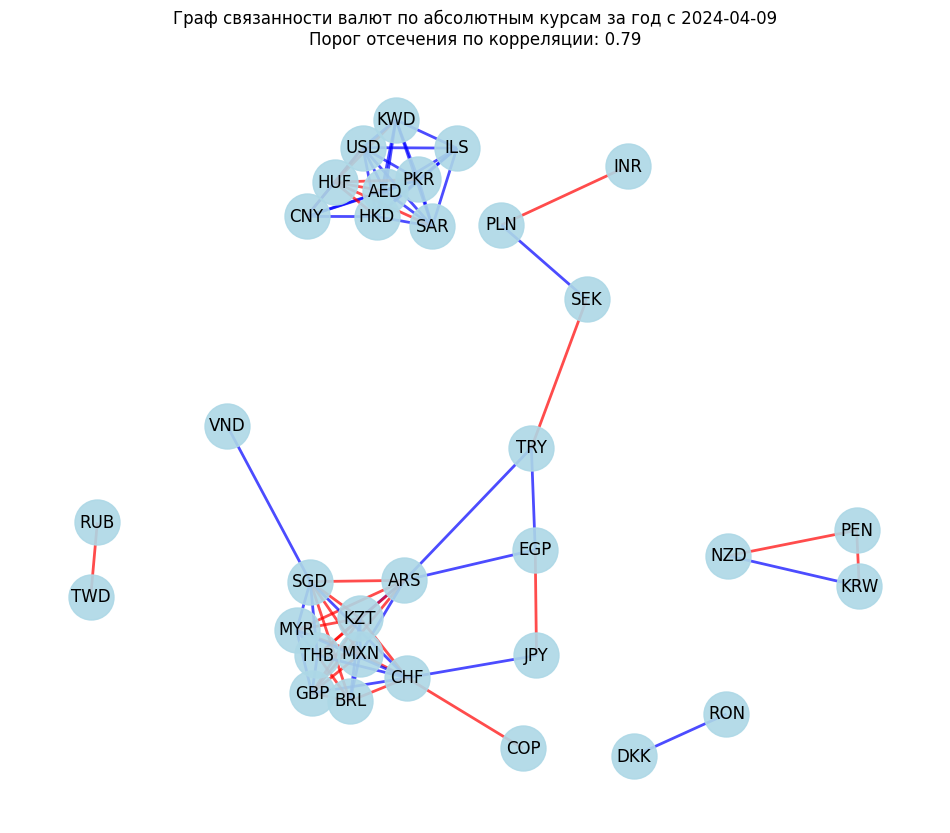 Граф связанности валют по абсолютным курсам за год с 2024-04-09
Порог отсечения по корреляции: 0.79
KWD
USD
ILS
INR
HUF
PKR
AED
CNY
HKD
SAR
PLN
SEK
VND
TRY
RUB
PEN
EGP
NZD
SGD
ARS
KRW
TWD
KZT
MYR
THB
MXN
JPY
CHF
GBP
BRL
RON
COP
DKK